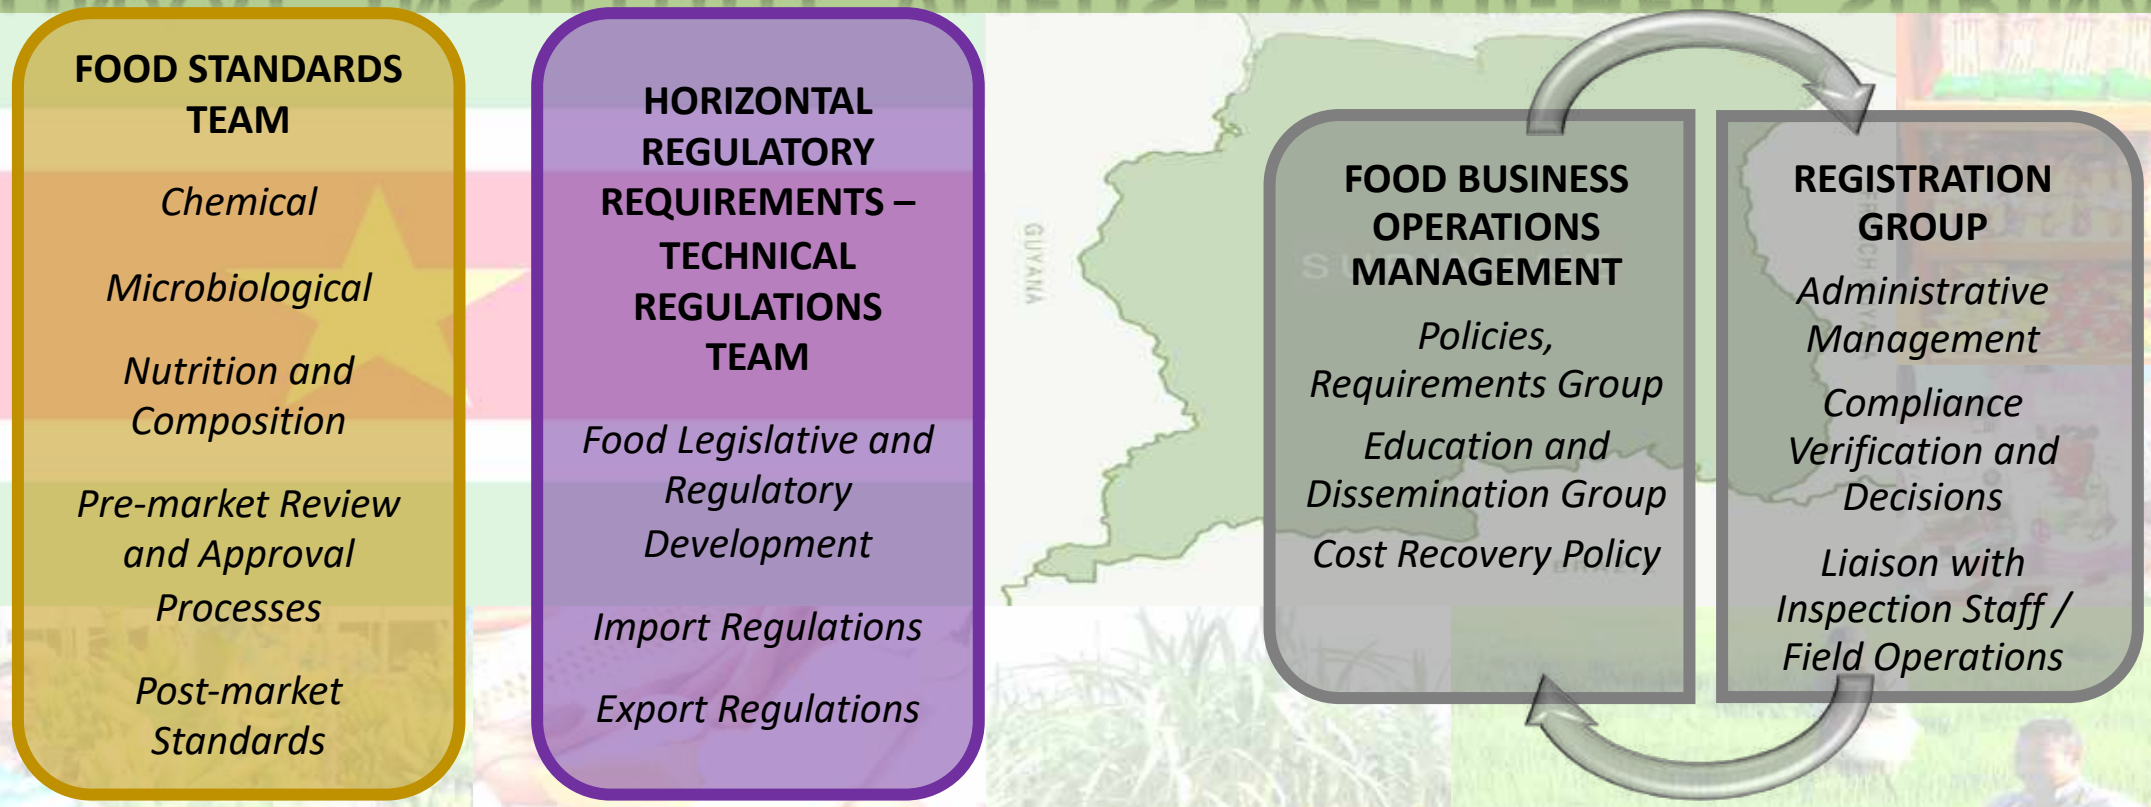 FOOD STANDARDS
TEAM
Chemical
Microbiological
Nutrition and
Composition
Pre-market Review
and Approval
Processes
Post-market
Standards
HORIZONTAL
REGULATORY
REQUIREMENTS –
TECHNICAL
REGULATIONS
TEAM
Food Legislative and
Regulatory
Development
Import Regulations
Export Regulations
GUYANA
FOOD BUSINESS
OPERATIONS
MANAGEMENT
Policies,
Requirements Group
Education and
Dissemination Group
Cost Recovery Policy
REGISTRATION
GROUP
Administrative
Management
Compliance
Verification and
Decisions
Liaison with
Inspection Staff /
Field Operations